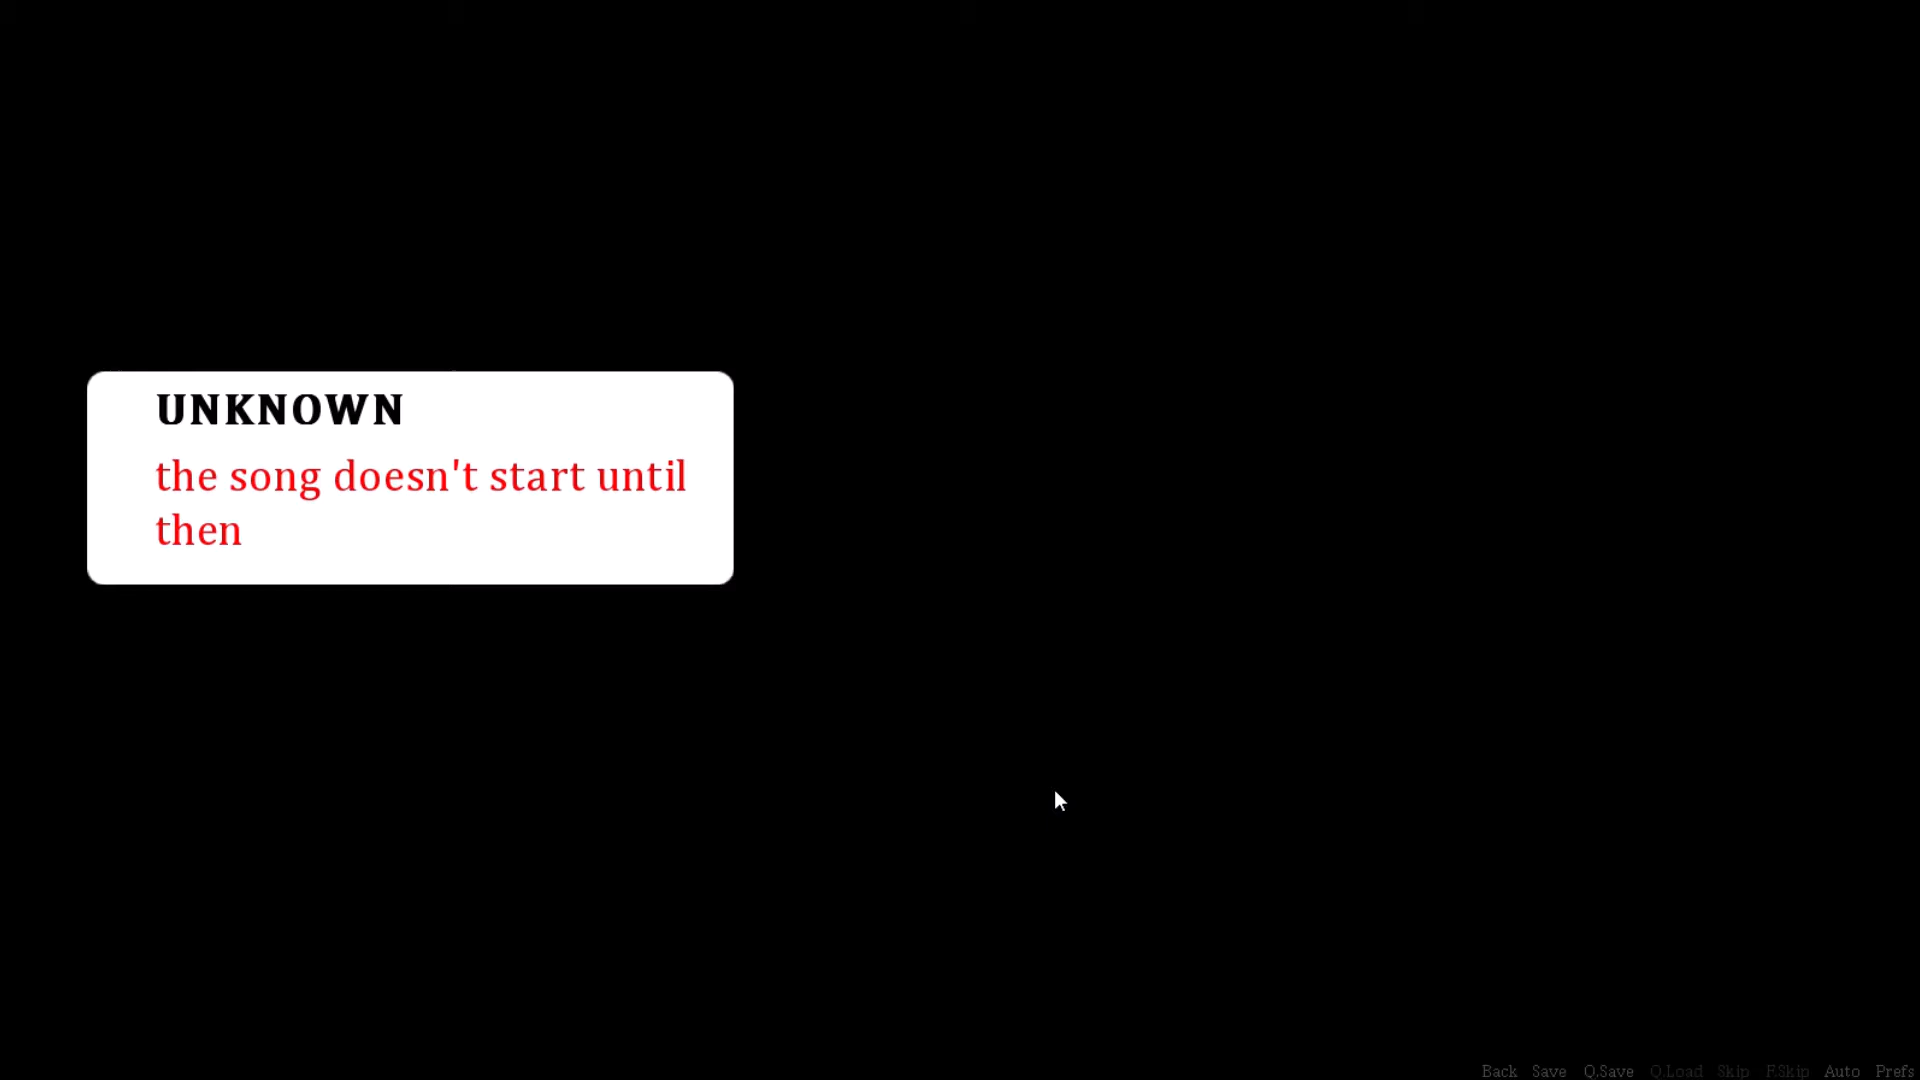 UNKNOWN
the song doesn't start until
then
Back Save Q.Save Q.Load Skip F.Skip Auto Prefs